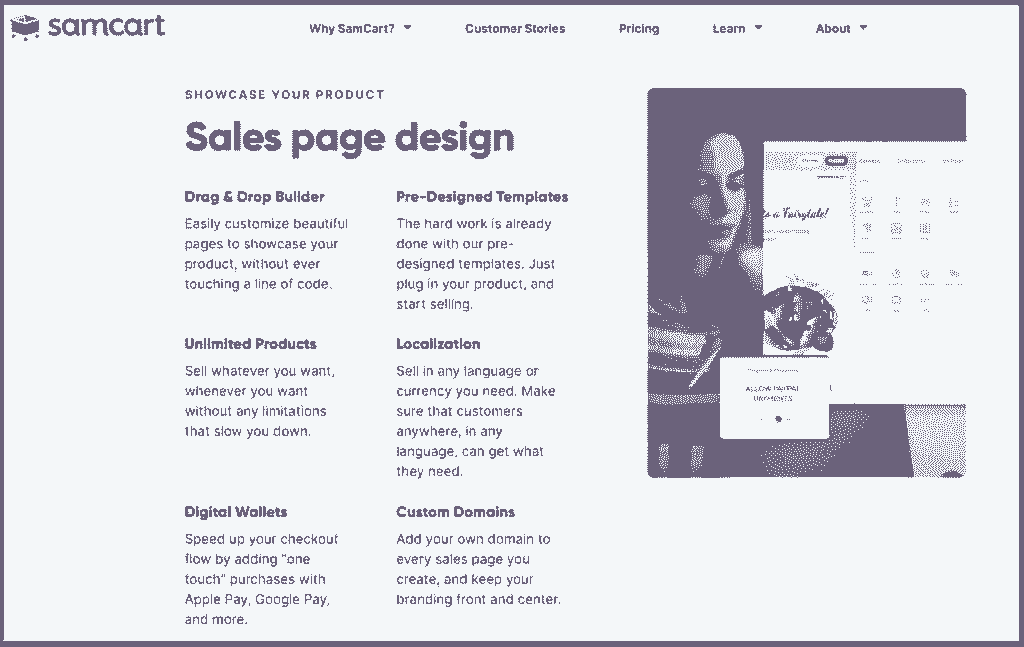 samcart
Why SamCart?
Customer Stories
Pricing
Learn
About
SHOWCASE YOUR PRODUCT
Sales page design
Drag & Drop Builder
Easily customize beautiful
pages to showcase your
product, without ever
touching a line of code.
Pre-Designed Templates
The hard work is already
done with our pre-
designed templates. Just
plug in your product, and
start selling.
Unlimited Products
Sell whatever you want,
whenever you want
without any limitations
that slow you down.
Localization
Sell in any language or
currency you need. Make
sure that customers
anywhere, in any
language, can get what
they need.
Digital Wallets
Speed up your checkout
flow by adding "one
touch" purchases with
Apple Pay, Google Pay,
and more.
Custom Domains
Add your own domain to
every sales page you
create, and keep your
branding front and center.
a Fairytale!